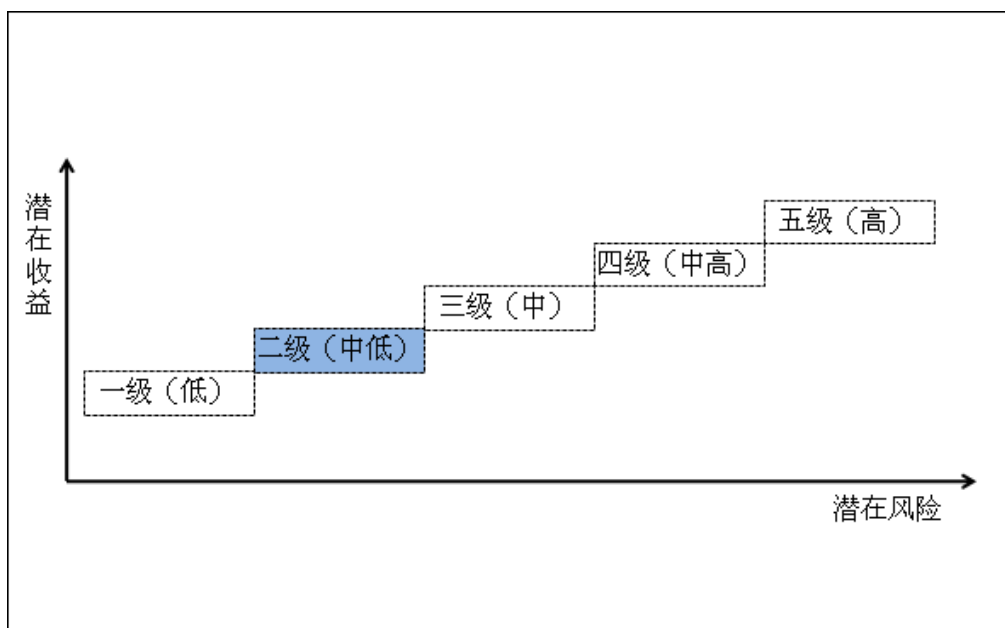 潜在收益
五级（高）
四级（中高）
三级（中）
二级（中低）
一级（低）
潜在风险